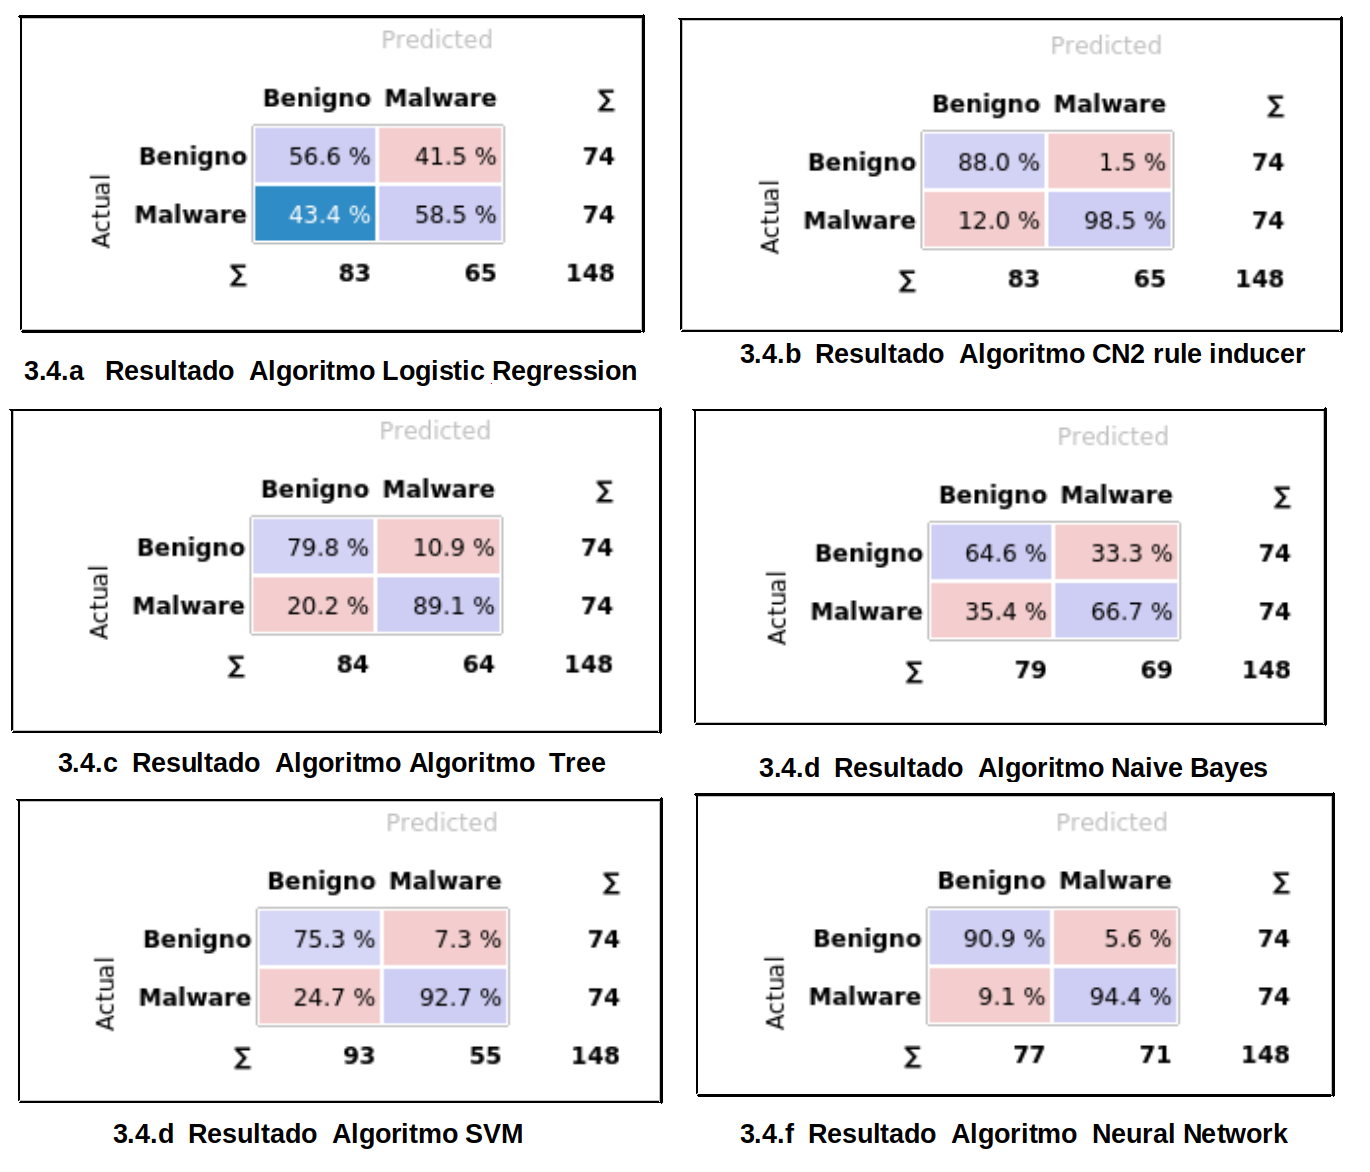 Predicted
Benigno Malware Σ
Benigno 56.6 % 41.5 % 74
Actual
Malware 43.4 % 58.5 % 74
Σ 83 65 148
3.4.a Resultado Algoritmo Logistic Regression
Predicted
Benigno Malware Σ
Benigno 88.0 % 1.5 % 74
Actual
Malware 12.0 % 98.5 % 74
Σ 83 65 148
3.4.b Resultado Algoritmo CN2 rule inducer
Predicted
Benigno Malware Σ
Benigno 79.8 % 10.9 % 74
Actual
Malware 20.2 % 89.1 % 74
Σ 84 64 148
3.4.c Resultado Algoritmo Algoritmo Tree
Predicted
Benigno Malware Σ
Benigno 64.6 % 33.3 % 74
Actual
Malware 35.4 % 66.7 % 74
Σ 79 69 148
3.4.d Resultado Algoritmo Naive Bayes
Predicted
Benigno Malware Σ
Benigno 75.3 % 7.3 % 74
Actual
Malware 24.7 % 92.7 % 74
Σ 93 55 148
3.4.d Resultado Algoritmo SVM
Predicted
Benigno Malware Σ
Benigno 90.9 % 5.6 % 74
Actual
Malware 9.1 % 94.4 % 74
Σ 77 71 148
3.4.f Resultado Algoritmo Neural Network